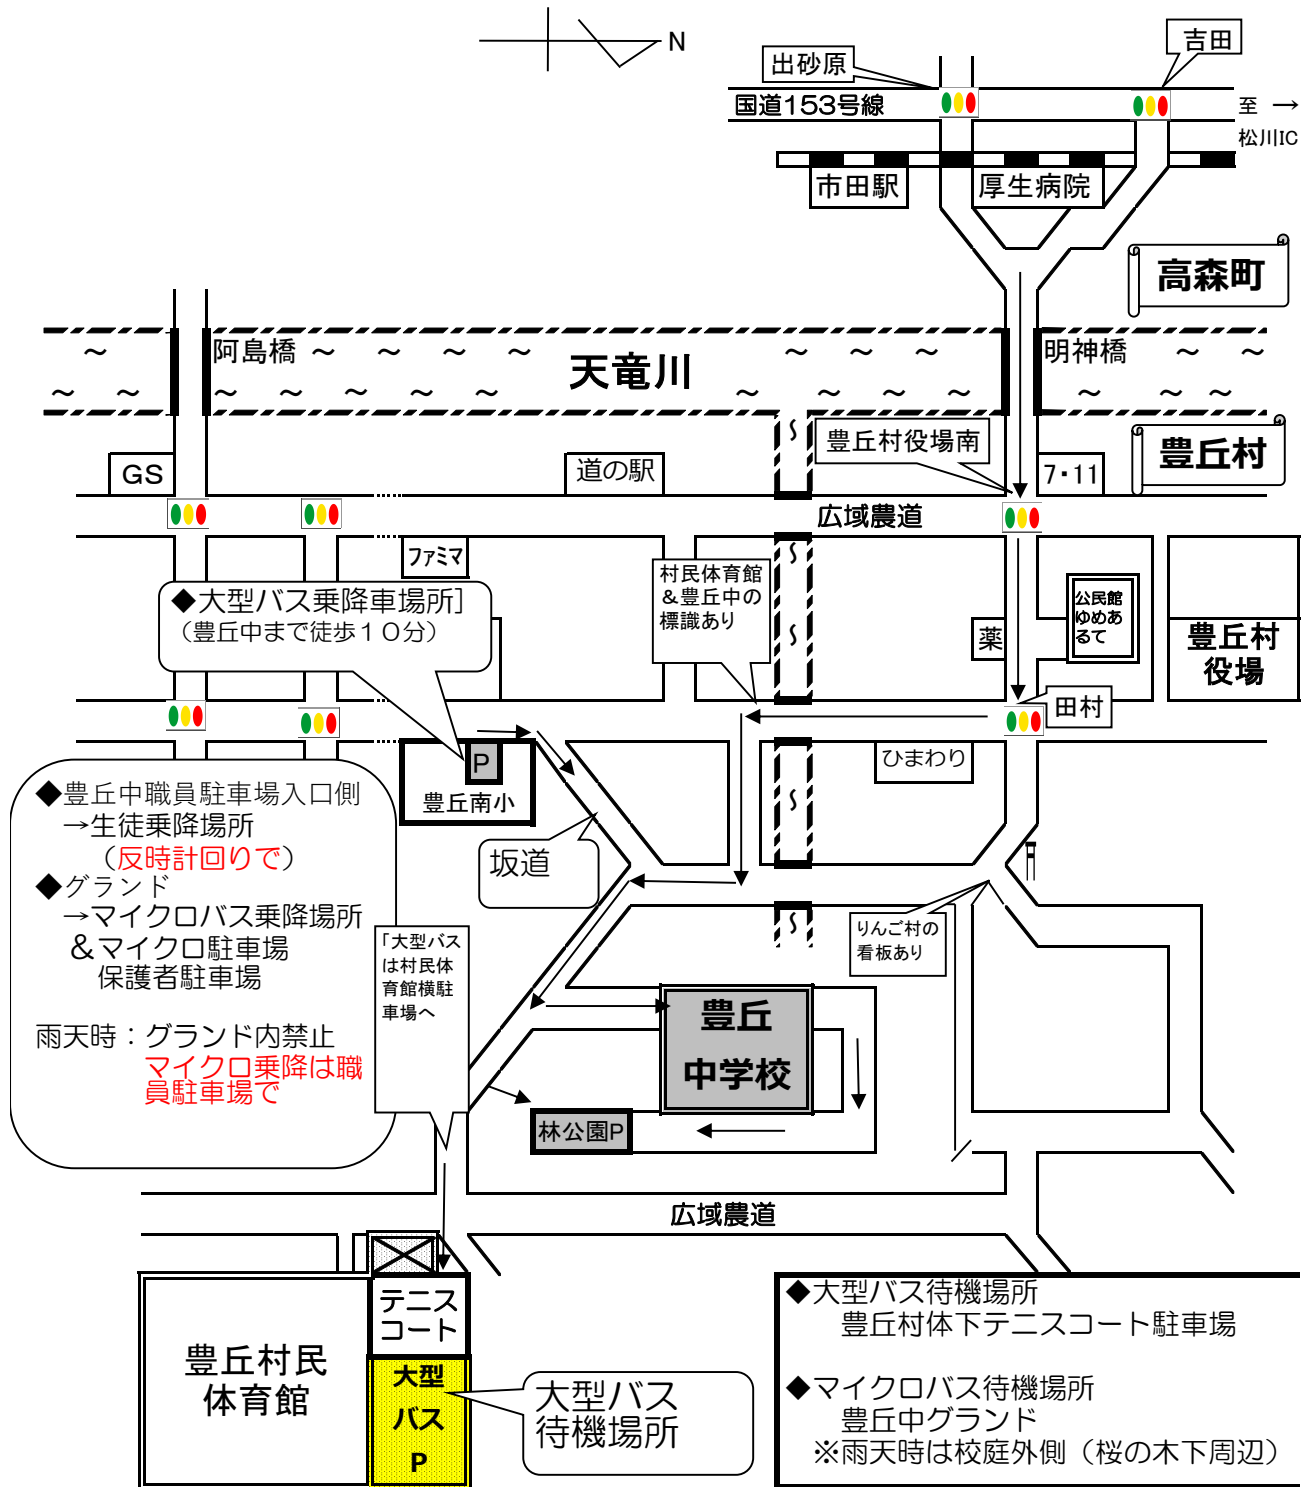 N
吉田
出砂原
国道153号線
至 →
松川IC
市田駅
厚生病院
高森町
阿島橋
天竜川
明神橋
豊丘村役場南
豊丘村
GS
道の駅
7・11
広域農道
ファミマ
◆大型バス乗降車場所]
（豊丘中まで徒歩１０分）
村民体育館
＆豊丘中の
標識あり
薬
公民館
ゆめあ
るて
豊丘村
役場
田村
P
豊丘南小
ひまわり
◆豊丘中職員駐車場入口側
→生徒乗降場所
（反時計回りで）
◆グランド
→マイクロバス乗降場所
＆マイクロ駐車場
保護者駐車場
雨天時：グランド内禁止
マイクロ乗降は職
員駐車場で
坂道
「大型バス
は村民体
育館横駐
車場へ
りんご村の
看板あり
豊丘
中学校
林公園P
広域農道
テニス
コート
豊丘村民
体育館
大型
バス
P
大型バス
待機場所
◆大型バス待機場所
豊丘村体下テニスコート駐車場
◆マイクロバス待機場所
豊丘中グランド
※雨天時は校庭外側（桜の木下周辺）